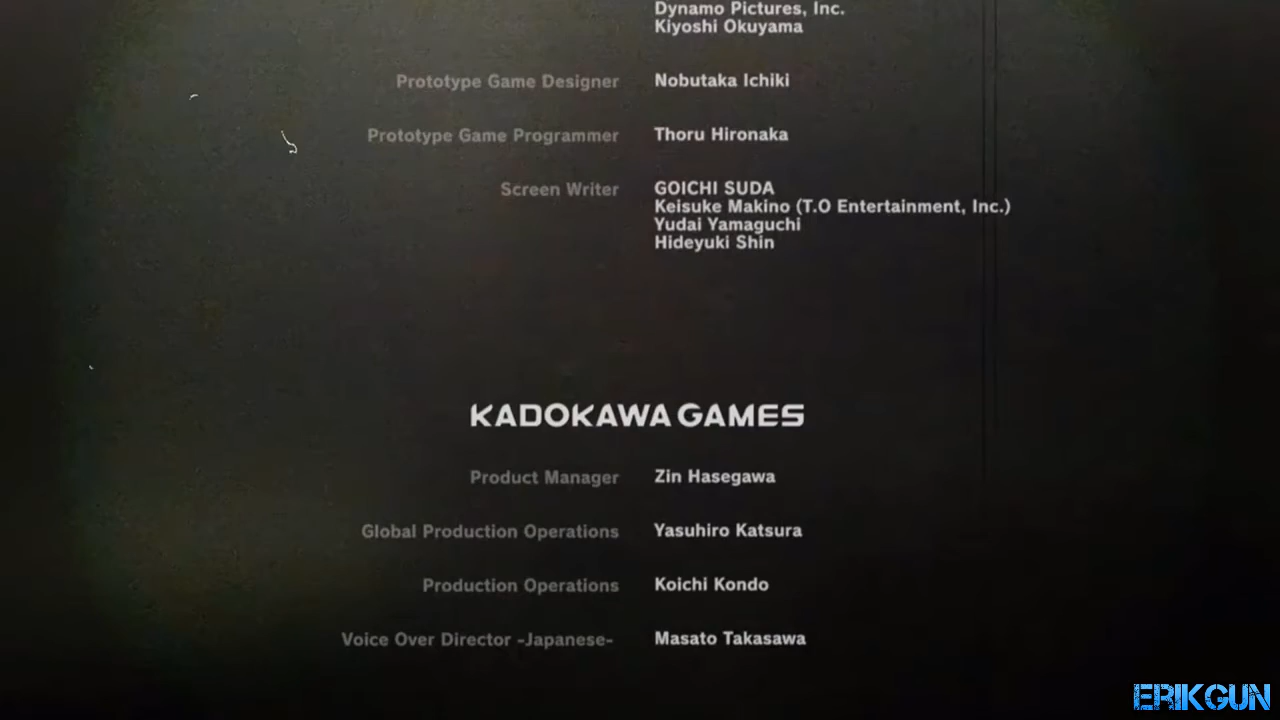 Dynamo Pictures, Inc.
Kiyoshi Okuyama
Prototype Game Designer Nobutaka Ichiki
Prototype Game Programmer Thoru Hironaka
Screen Writer GOICHI SUDA
Keisuke Makino (T.O Entertainment, Inc.)
Yudai Yamaguchi
Hideyuki Shin
KADOKAWA GAMES
Product Manager Zin Hasegawa
Global Production Operations Yasuhiro Katsura
Production Operations Koichi Kondo
Voice Over Director -Japanese- Masato Takasawa
ERIKGUN